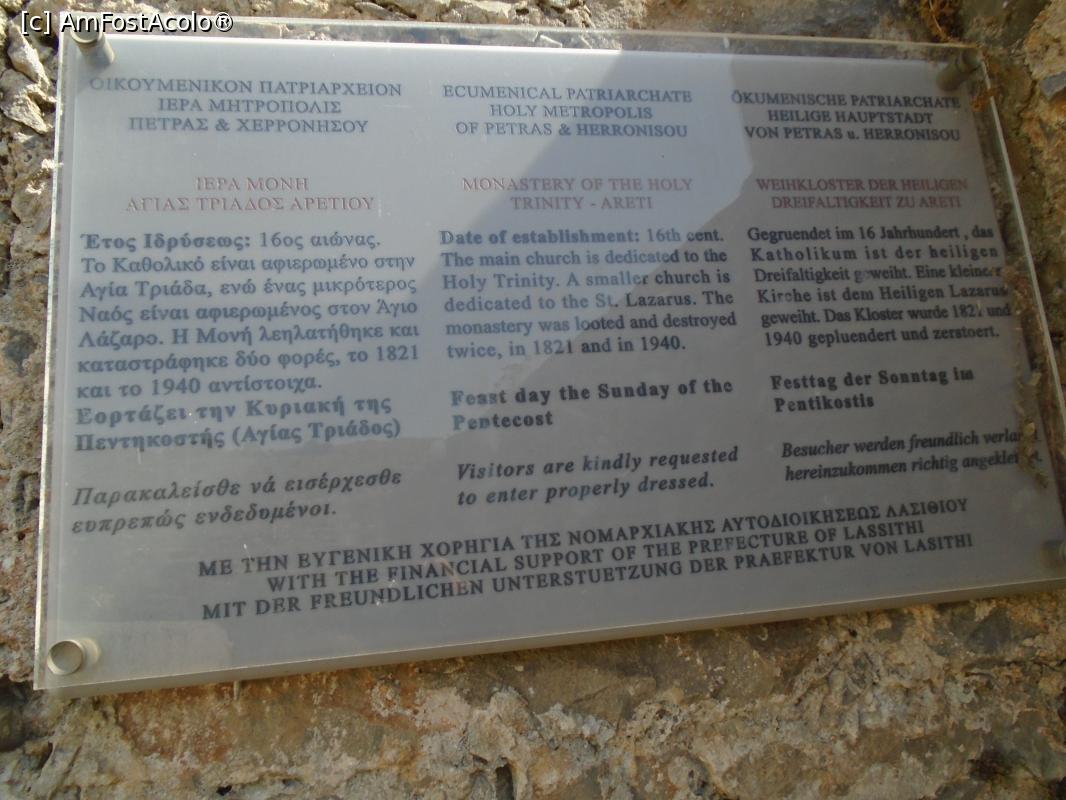 [c] AmFostAcolo®
ΟΙΚΟΥΜΕΝΙΚΟΝ ΠΑΤΡΙΑΡΧΕΙΟΝ
ΙΕΡΑ ΜΗΤΡΟΠΟΛΙΣ
ΠΕΤΡΑΣ & ΧΕΡΡΟΝΗΣΟΥ
ΙΕΡΑ ΜΟΝΗ
ΑΓΙΑΣ ΤΡΙΑΔΟΣ ΑΡΕΤΙΟΥ
Έτος Ιδρύσεως: 16ος αιώνας.
Το Καθολικό είναι αφιερωμένο στην
Αγία Τριάδα, ενώ ένας μικρότερος
Ναός είναι αφιερωμένος στον Άγιο
Λάζαρο. Η Μονή λεηλατήθηκε και
καταστράφηκε δύο φορές, το 1821
και το 1940 αντίστοιχα.
Εορτάζει την Κυριακή της
Πεντηκοστής (Αγίας Τριάδος)
Παρακαλείσθε νά εισέρχεσθε
ευπρεπώς ενδεδυμένοι.
ECUMENICAL PATRIARCHATE
HOLY METROPOLIS
OF PETRAS & HERRONISOU
MONASTERY OF THE HOLY
TRINITY - ARETI
Date of establishment: 16th cent.
The main church is dedicated to the
Holy Trinity. A smaller church is
dedicated to the St. Lazarus. The
monastery was looted and destroyed
twice, in 1821 and in 1940.
Feast day the Sunday of the
Pentecost
Visitors are kindly requested
to enter properly dressed.
ÖKUMENISCHE PATRIARCHATE
HEILIGE HAUPTSTADT
VON PETRAS u. HERRONISOU
WEIHKLOSTER DER HEILIGEN
DREIFALTIGKEIT ZU ARETI
Gegruendet im 16 Jahrhundert , das
Katholikum ist der heiligen
Dreifaltigkeit geweiht. Eine kleinere
Kirche ist dem Heiligen Lazarus
geweiht. Das Kloster wurde 1821 und
1940 gepluendert und zerstoert.
Festtag der Sonntag im
Pentikostis
Besucher werden freundlich
hereinzukommen richtig
ΜΕ ΤΗΝ ΕΥΓΕΝΙΚΗ ΧΟΡΗΓΙΑ ΤΗΣ ΝΟΜΑΡΧΙΑΚΗΣ ΑΥΤΟΔΙΟΙΚΗΣΕΩΣ ΛΑΣΙΘΙΟΥ
WITH THE FINANCIAL SUPPORT OF THE PREFECTURE OF LASSITHI
MIT DER FREUNDLICHEN UNTERSTUETZUNG DER PRAEFEKTUR VON LASITHI